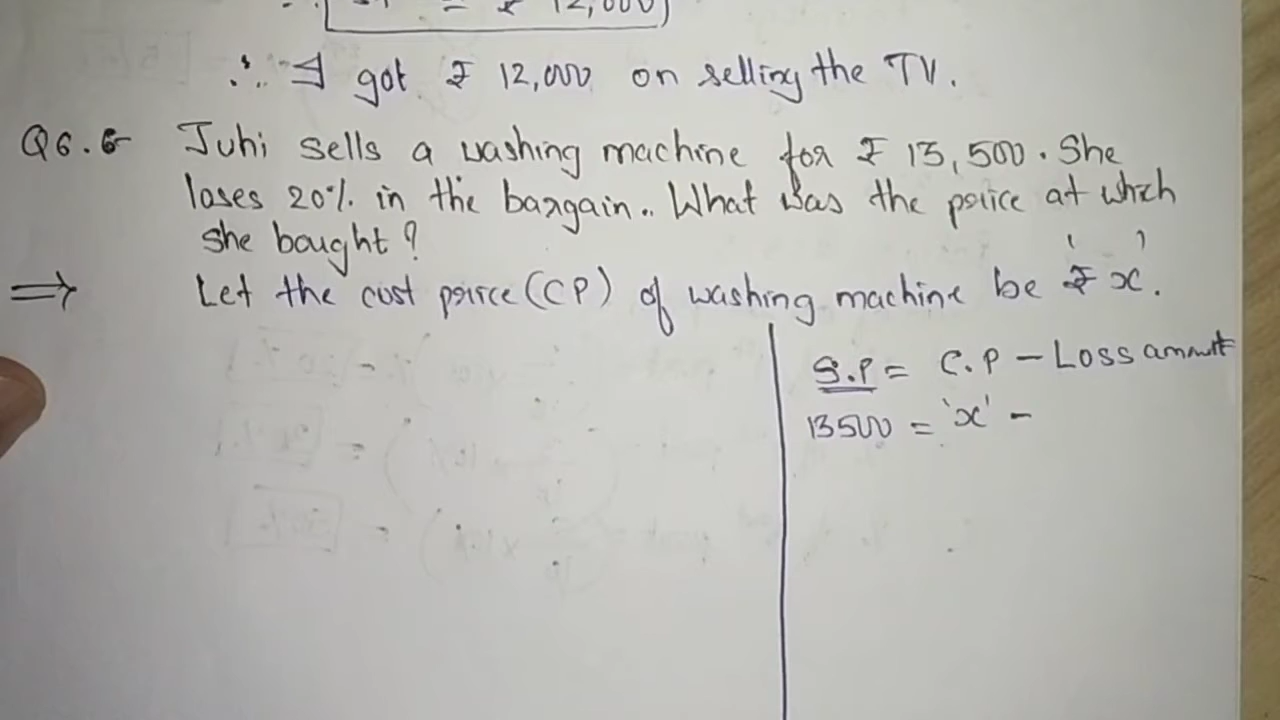 = ₹ 12,000
∴ I got ₹ 12,000 on selling the TV.
Q6. Juhi sells a washing machine for ₹ 13,500. She
loses 20% in the bargain. What was the price at which
she bought?
⇒ Let the cost price (CP) of washing machine be ₹ 'x'.
S.P = C.P - Loss amount
13500 = 'x' -